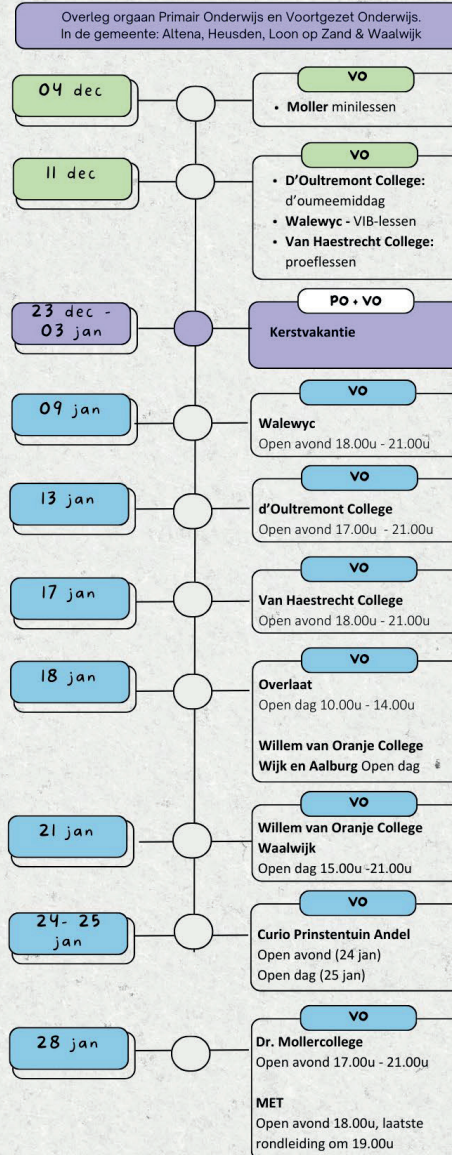 Overleg orgaan Primair Onderwijs en Voortgezet Onderwijs.
In de gemeente: Altena, Heusden, Loon op Zand & Waalwijk
04 dec
VO
• Moller minilessen
11 dec
VO
• D'Oultremont College:
d'oumeemiddag
• Walewyc - VIB-lessen
• Van Haestrecht College:
proeflessen
23 dec -
03 jan
PO + VO
Kerstvakantie
09 jan
VO
Walewyc
Open avond 18.00u - 21.00u
13 jan
VO
d'Oultremont College
Open avond 17.00u - 21.00u
17 jan
VO
Van Haestrecht College
Open avond 18.00u - 21.00u
18 jan
VO
Overlaat
Open dag 10.00u - 14.00u
Willem van Oranje College
Wijk en Aalburg Open dag
21 jan
VO
Willem van Oranje College
Waalwijk
Open dag 15.00u -21.00u
24- 25
jan
VO
Curio Prinstentuin Andel
Open avond (24 jan)
Open dag (25 jan)
28 jan
VO
Dr. Mollercollege
Open avond 17.00u - 21.00u
MET
Open avond 18.00u, laatste
rondleiding om 19.00u